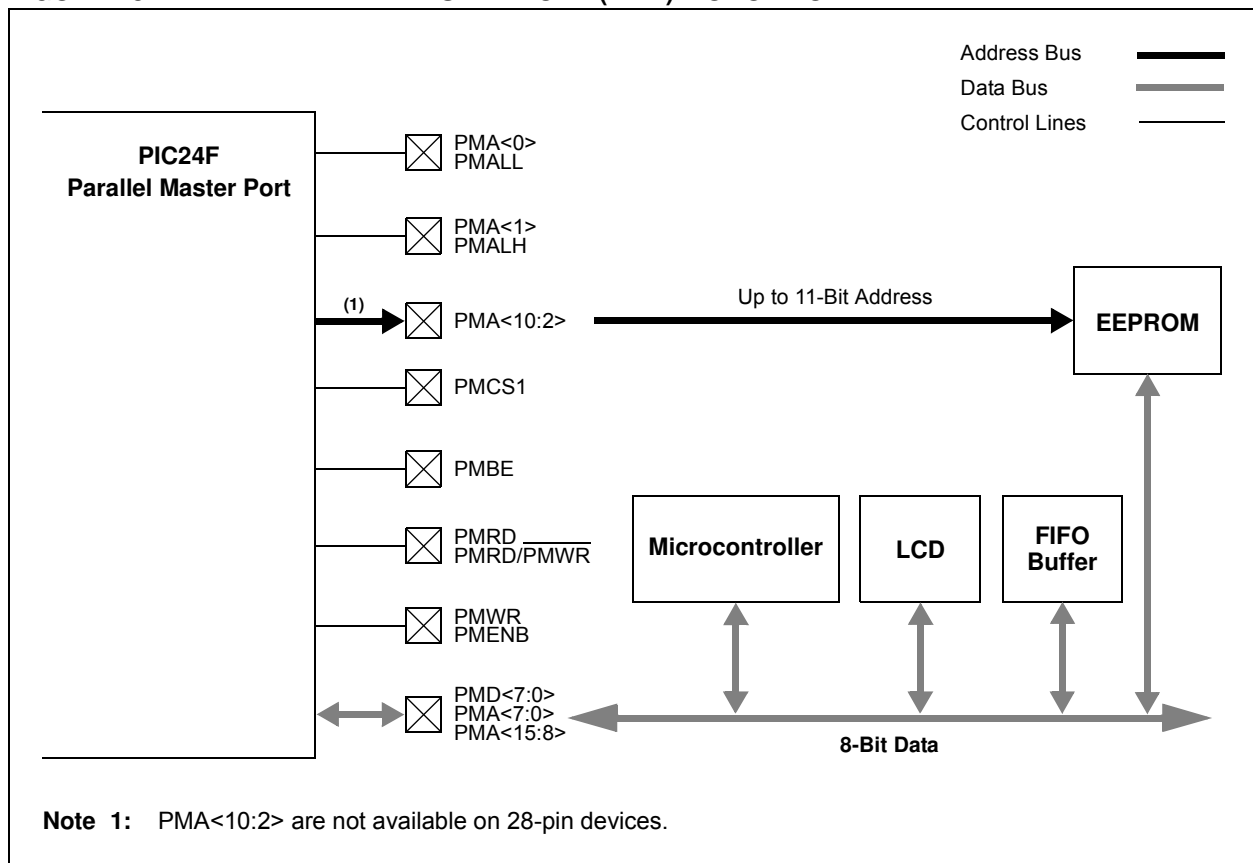 Address Bus
Data Bus
Control Lines
PIC24F
Parallel Master Port
PMA<0>
PMALL
PMA<1>
PMALH
(1)
PMA<10:2>
Up to 11-Bit Address
EEPROM
PMCS1
PMBE
PMRD
PMRD/PMWR
Microcontroller
LCD
FIFO
Buffer
PMWR
PMENB
PMD<7:0>
PMA<7:0>
PMA<15:8>
8-Bit Data
Note 1: PMA<10:2> are not available on 28-pin devices.